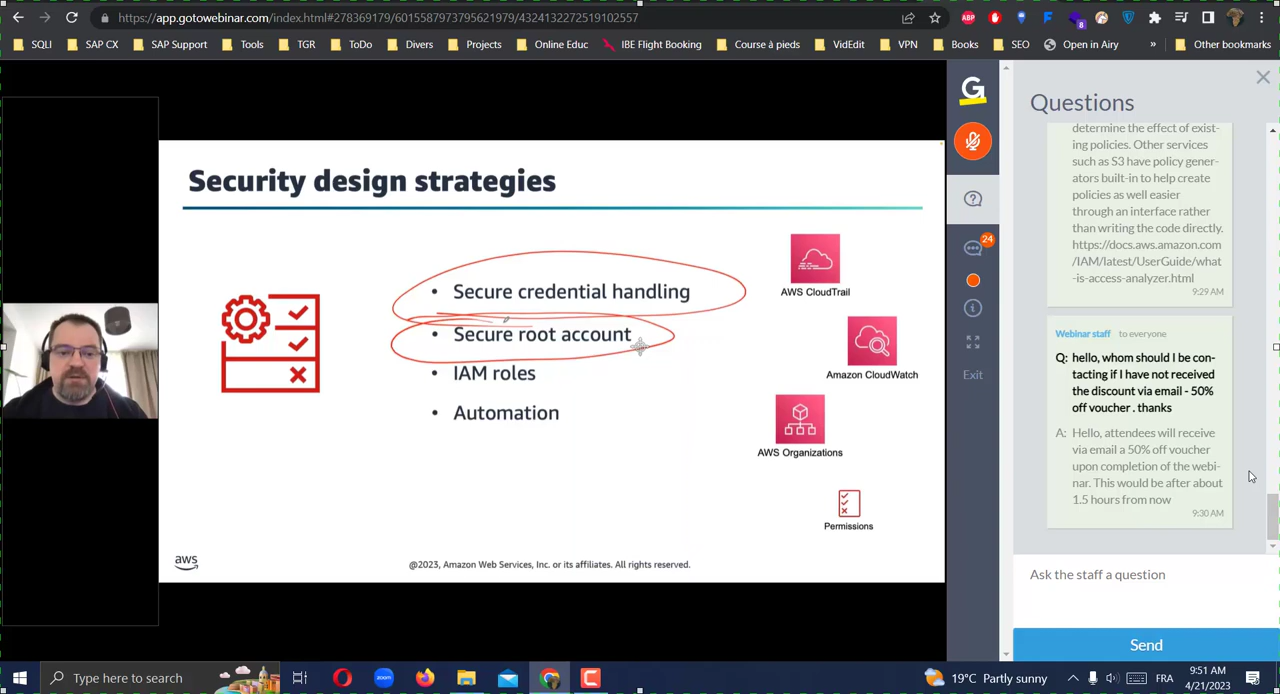 https://app.gotowebinar.com/index.html#278369179/6015587973795621979/4324132272519102557
ABP
8
SQLI
SAP CX
SAP Support
Tools
TGR
ToDo
Divers
Projects
Online Educ
IBE Flight Booking
Course à pieds
VidEdit
VPN
Books
SEO
Open in Airy
»
Other bookmarks
Security design strategies
• Secure credential handling
• Secure root account
• IAM roles
• Automation
AWS CloudTrail
Amazon CloudWatch
AWS Organizations
Permissions
aws
@2023, Amazon Web Services, Inc. or its affiliates. All rights reserved.
G
24
Exit
Questions
determine the effect of exist-
ing policies. Other services
such as S3 have policy gener-
ators built-in to help create
policies as well easier
through an interface rather
than writing the code directly.
https://docs.aws.amazon.com
/IAM/latest/UserGuide/what
-is-access-analyzer.html
9:29 AM
Webinar staff to everyone
Q: hello, whom should I be con-
tacting if I have not received
the discount via email - 50%
off voucher . thanks
A: Hello, attendees will receive
via email a 50% off voucher
upon completion of the webi-
nar. This would be after about
1.5 hours from now
9:30 AM
Ask the staff a question
Send
Type here to search
zoom
19°C Partly sunny
FR
9:51 AM
4/21/2023